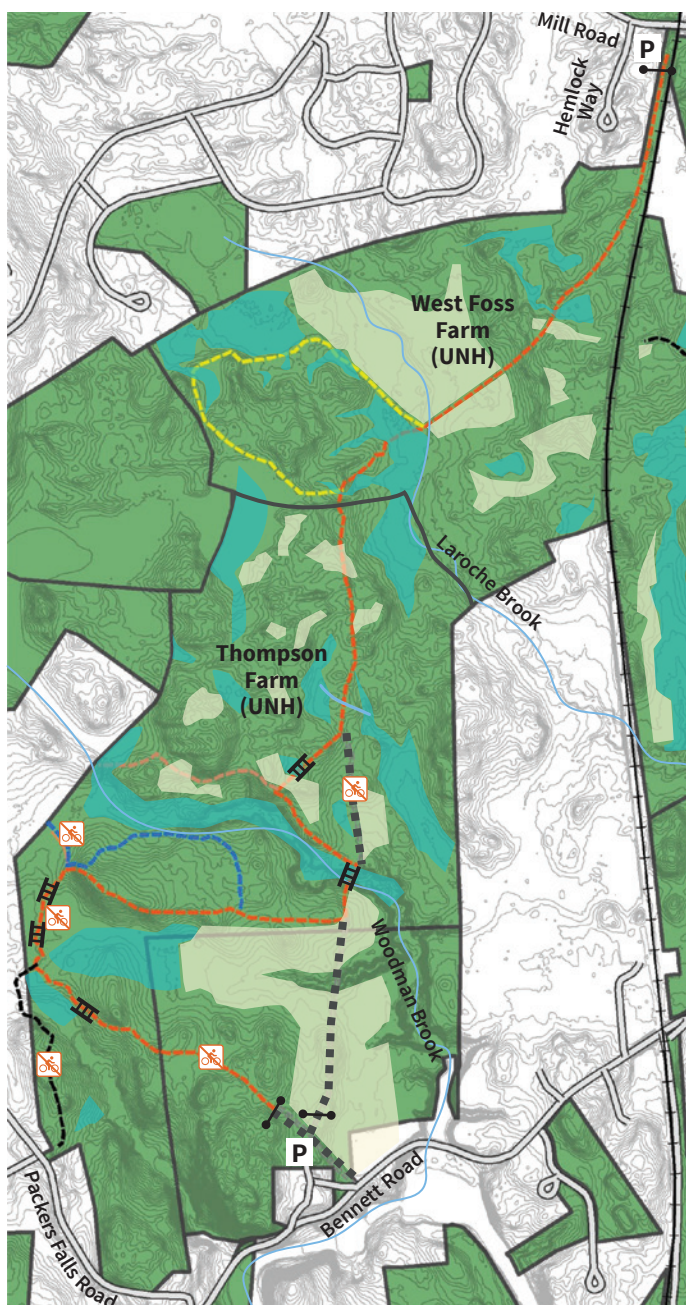 Mill Road
P
Hemlock
Way
West Foss
Farm
(UNH)
Laroche Brook
Thompson
Farm
(UNH)
Woodman Brook
P
Bennett Road
Packers Falls Road